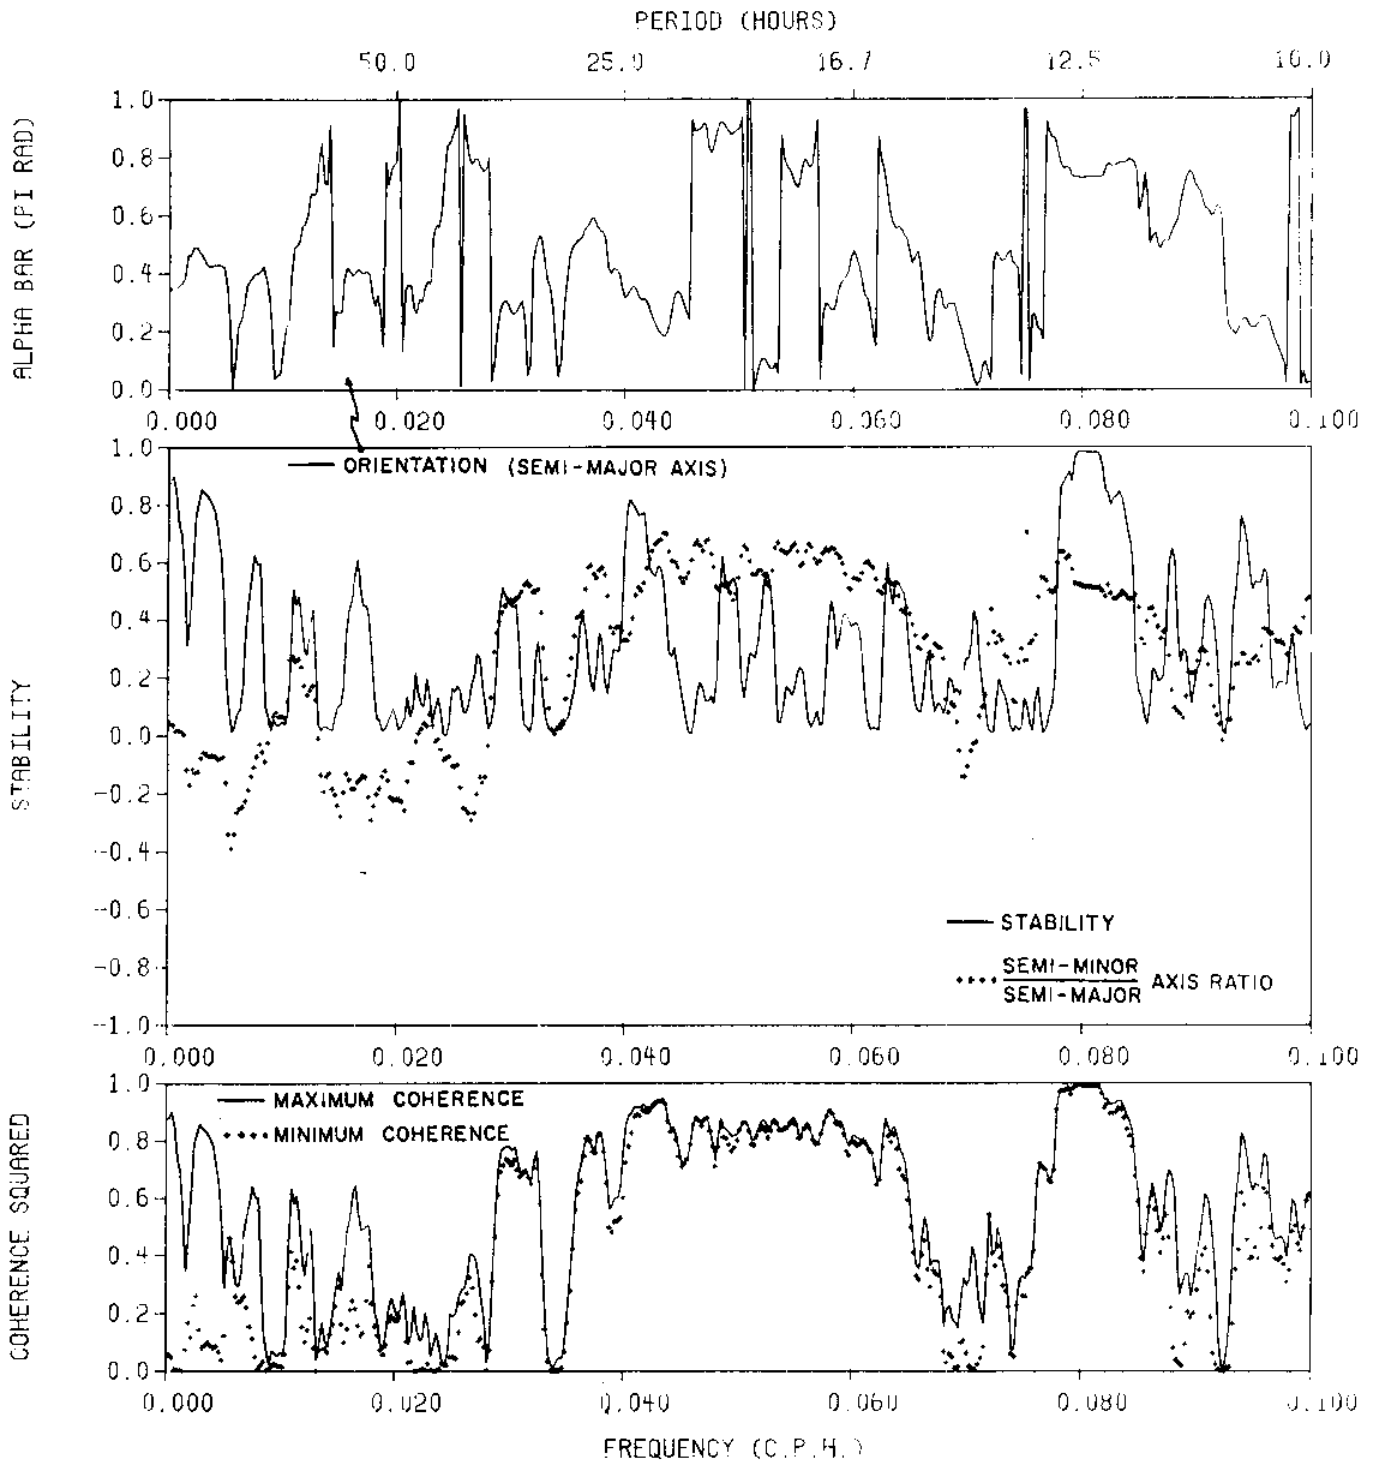 PERIOD (HOURS)
50.0 25.0 16.7 12.5 10.0
ALPHA BAR (PI RAD)
1.0
0.8
0.6
0.4
0.2
0.0
0.000 0.020 0.040 0.060 0.080 0.100
ORIENTATION (SEMI-MAJOR AXIS)
STABILITY
1.0
0.8
0.6
0.4
0.2
0.0
-0.2
-0.4
-0.6
-0.8
-1.0
STABILITY
SEMI-MINOR
SEMI-MAJOR AXIS RATIO
0.000 0.020 0.040 0.060 0.080 0.100
COHERENCE SQUARED
1.0
0.8
0.6
0.4
0.2
0.0
MAXIMUM COHERENCE
MINIMUM COHERENCE
0.000 0.020 0.040 0.060 0.080 0.100
FREQUENCY (C.P.H.)